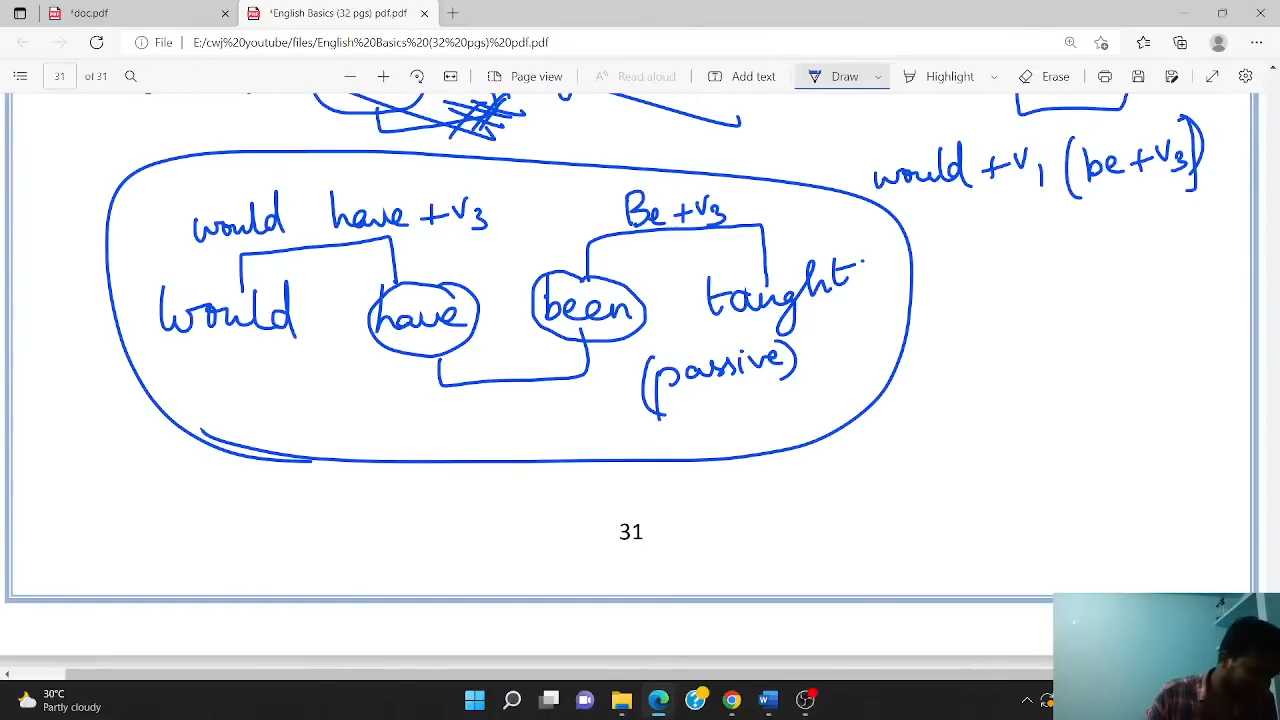 *doc.pdf
*English Basics (32 pgs) pdf.pdf
File E:/cwj%20youtube/files/English%20Basics%20(32%20pgs)%20pdf.pdf
31 of 31
Page view
Read aloud
Add text
Draw
Highlight
Erase
would + V1 (be + V3)
would have + V3
Be + V3
would have been taught
(passive)
31
30°C
Partly cloudy